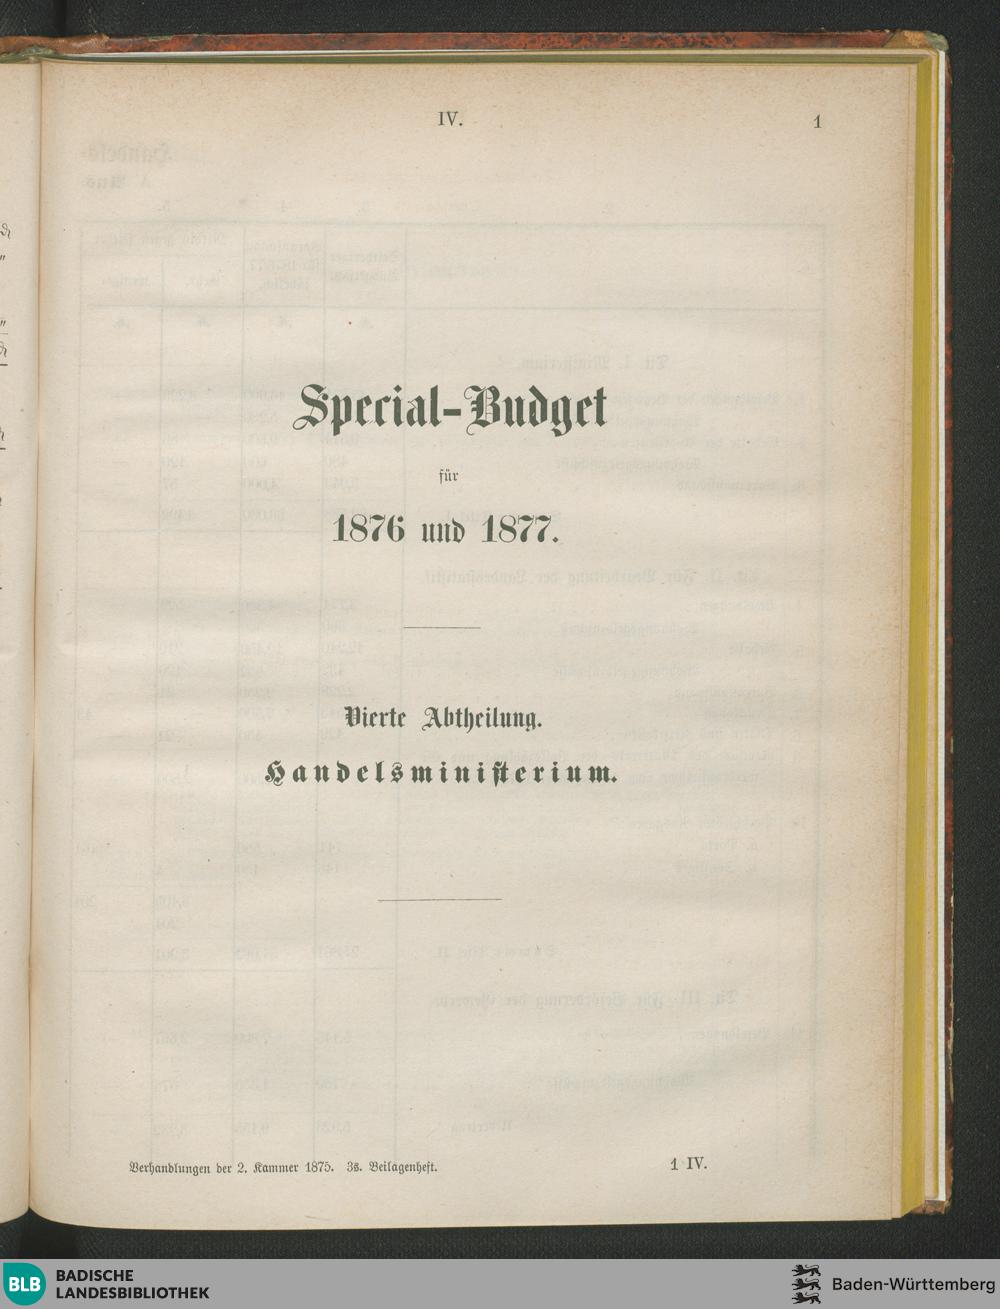 IV.
1
Special-Budget
für
1876 und 1877.
Vierte Abtheilung.
Handelsministerium.
Verhandlungen der 2. Kammer 1875. 3s. Beilagenheft.
1 IV.
BLB
BADISCHE
LANDESBIBLIOTHEK
Baden-Württemberg